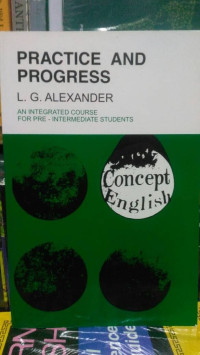 PRACTICE AND
PROGRESS
L. G. ALEXANDER
AN INTEGRATED COURSE
FOR PRE - INTERMEDIATE STUDENTS
Concept
English